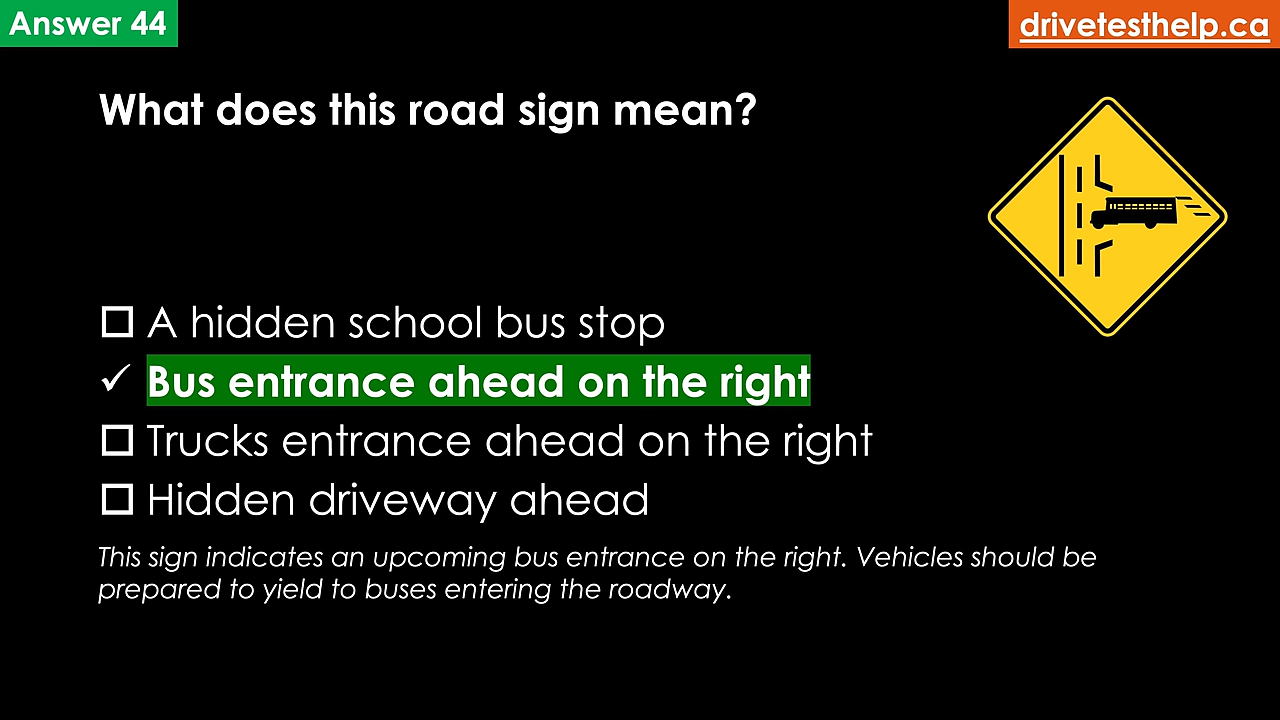 Answer 44
drivetesthelp.ca
What does this road sign mean?
A hidden school bus stop
Bus entrance ahead on the right
Trucks entrance ahead on the right
Hidden driveway ahead
This sign indicates an upcoming bus entrance on the right. Vehicles should be
prepared to yield to buses entering the roadway.